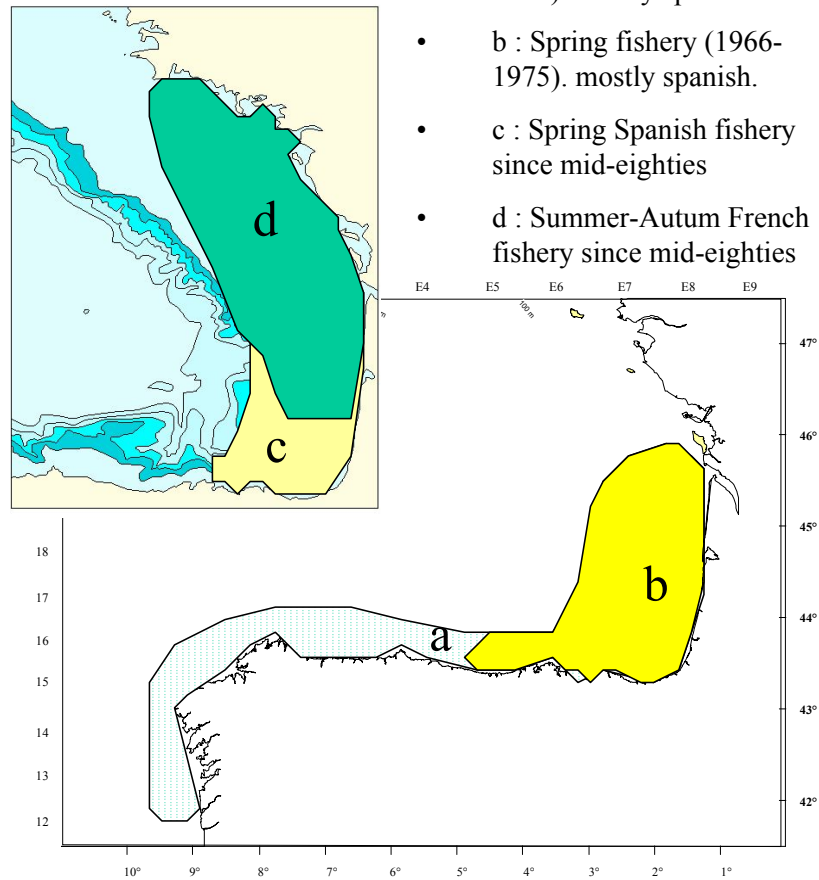 • b : Spring fishery (1966-
1975). mostly spanish.
• c : Spring Spanish fishery
since mid-eighties
• d : Summer-Autum French
fishery since mid-eighties
d
c
E4 E5 E6 E7 E8 E9
100 m
47°
46°
45°
44°
43°
42°
18
17
16
15
14
13
12
a
b
10° 9° 8° 7° 6° 5° 4° 3° 2° 1°